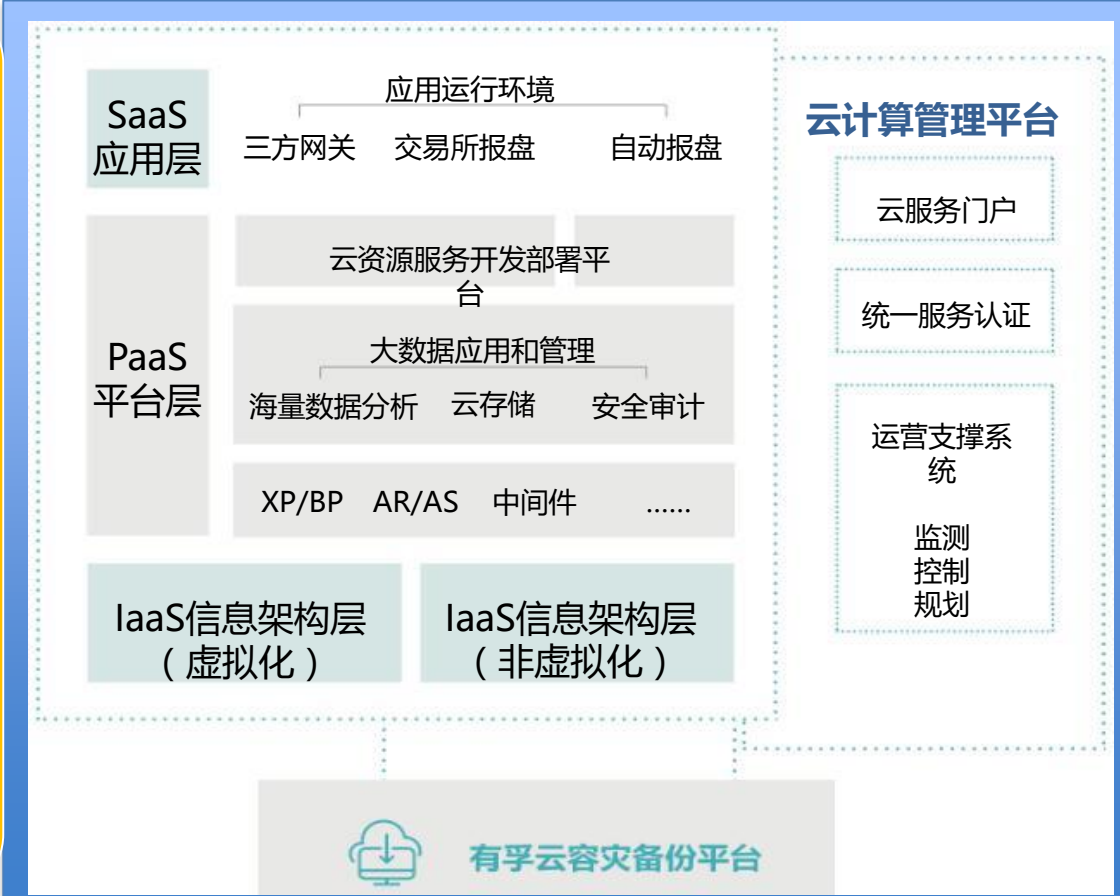 SaaS
应用层
应用运行环境
三方网关 交易所报盘 自动报盘
PaaS
平台层
云资源服务开发部署平
台
大数据应用和管理
海量数据分析 云存储 安全审计
XP/BP AR/AS 中间件 ......
IaaS信息架构层
（虚拟化）
IaaS信息架构层
（非虚拟化）
云计算管理平台
云服务门户
统一服务认证
运营支撑系
统
监测
控制
规划
有孚云容灾备份平台